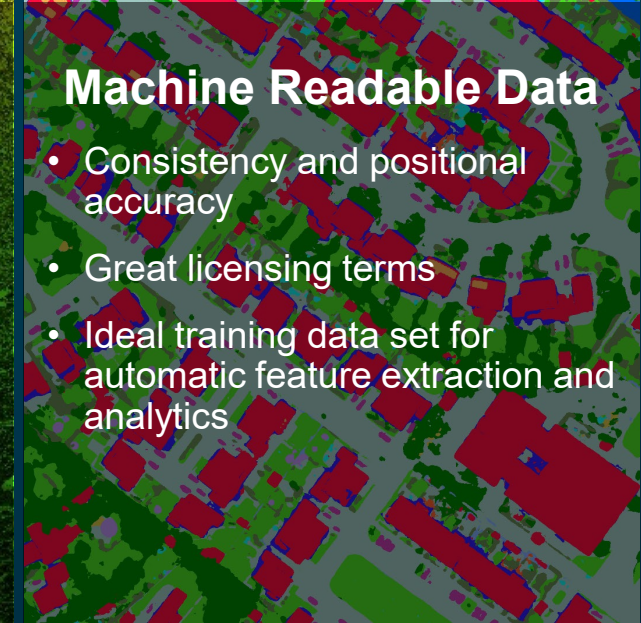 Machine Readable Data
• Consistency and positional
accuracy
• Great licensing terms
• Ideal training data set for
automatic feature extraction and
analytics